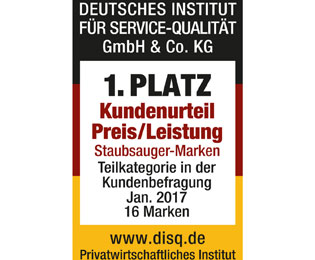 DEUTSCHES INSTITUT
FÜR SERVICE-QUALITÄT
GmbH & Co. KG
1. PLATZ
Kundenurteil
Preis/Leistung
Staubsauger-Marken
Teilkategorie in der
Kundenbefragung
Jan. 2017
16 Marken
www.disq.de
Privatwirtschaftliches Institut